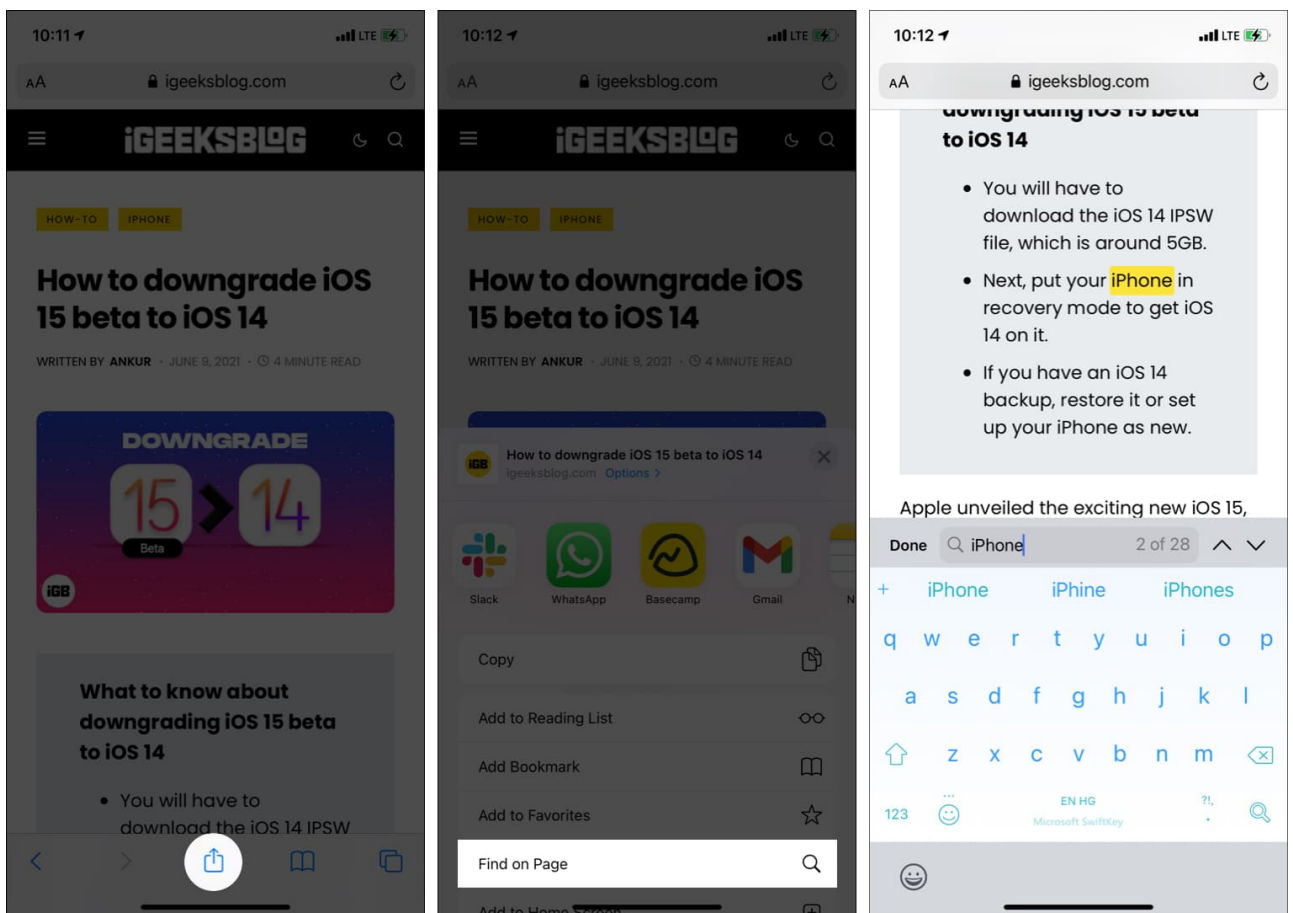 10:11
LTE
AA
igeeksblog.com
iGEEKSBLOG
HOW-TO
IPHONE
How to downgrade iOS
15 beta to iOS 14
WRITTEN BY ANKUR · JUNE 9, 2021 · 4 MINUTE READ
DOWNGRADE
15 > 14
Beta
iGB
What to know about
downgrading iOS 15 beta
to iOS 14
• You will have to
download the iOS 14 IPSW
10:12
LTE
AA
igeeksblog.com
iGEEKSBLOG
HOW-TO
IPHONE
How to downgrade iOS
15 beta to iOS 14
WRITTEN BY ANKUR · JUNE 9, 2021 · 4 MINUTE READ
iGB
How to downgrade iOS 15 beta to iOS 14
igeeksblog.com Options >
Slack
WhatsApp
Basecamp
Gmail
N
Copy
Add to Reading List
Add Bookmark
Add to Favorites
Find on Page
Add to Home Screen
10:12
LTE
AA
igeeksblog.com
downgrading iOS 15 beta
to iOS 14
• You will have to
download the iOS 14 IPSW
file, which is around 5GB.
• Next, put your iPhone in
recovery mode to get iOS
14 on it.
• If you have an iOS 14
backup, restore it or set
up your iPhone as new.
Apple unveiled the exciting new iOS 15,
Done
iPhone
2 of 28
+ iPhone iPhine iPhones
q w e r t y u i o p
a s d f g h j k l
z x c v b n m
123
EN HG
Microsoft SwiftKey
?!,
.